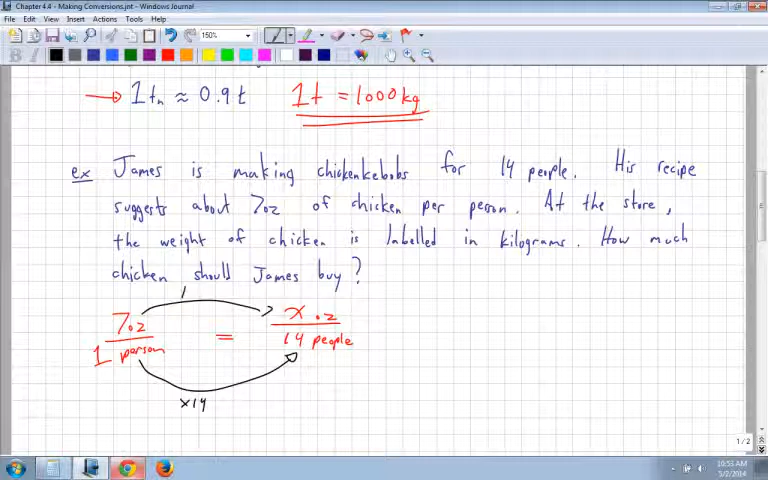 Chapter 4.4 - Making Conversions.jnt - Windows Journal
File Edit View Insert Actions Tools Help
150%
B I
→ 1 tn ≈ 0.9 t 1t = 1000 kg
ex James is making chickenkebobs for 14 people. His recipe
suggests about 7oz of chicken per person. At the store,
the weight of chicken is labelled in kilograms. How much
chicken should James buy?
7oz / 1 person = x oz / 14 people
×14
1 / 2
10:53 AM
5/2/2014